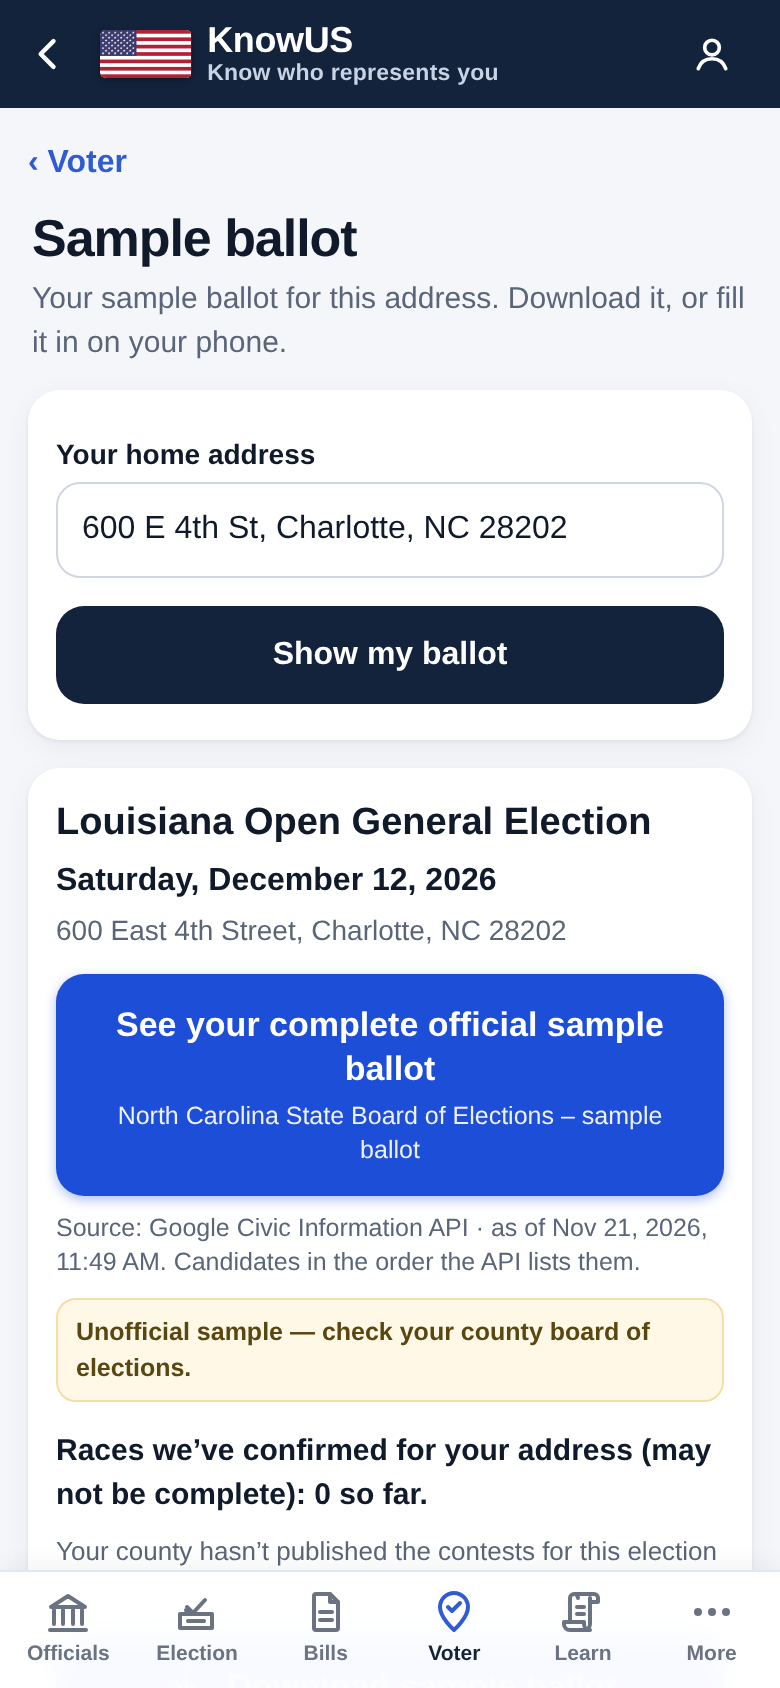 KnowUS
Know who represents you
‹ Voter
Sample ballot
Your sample ballot for this address. Download it, or fill
it in on your phone.
Your home address
600 E 4th St, Charlotte, NC 28202
Show my ballot
Louisiana Open General Election
Saturday, December 12, 2026
600 East 4th Street, Charlotte, NC 28202
See your complete official sample
ballot
North Carolina State Board of Elections – sample
ballot
Source: Google Civic Information API · as of Nov 21, 2026,
11:49 AM. Candidates in the order the API lists them.
Unofficial sample — check your county board of
elections.
Races we’ve confirmed for your address (may
not be complete): 0 so far.
Your county hasn’t published the contests for this election
Officials
Election
Bills
Voter
Learn
More